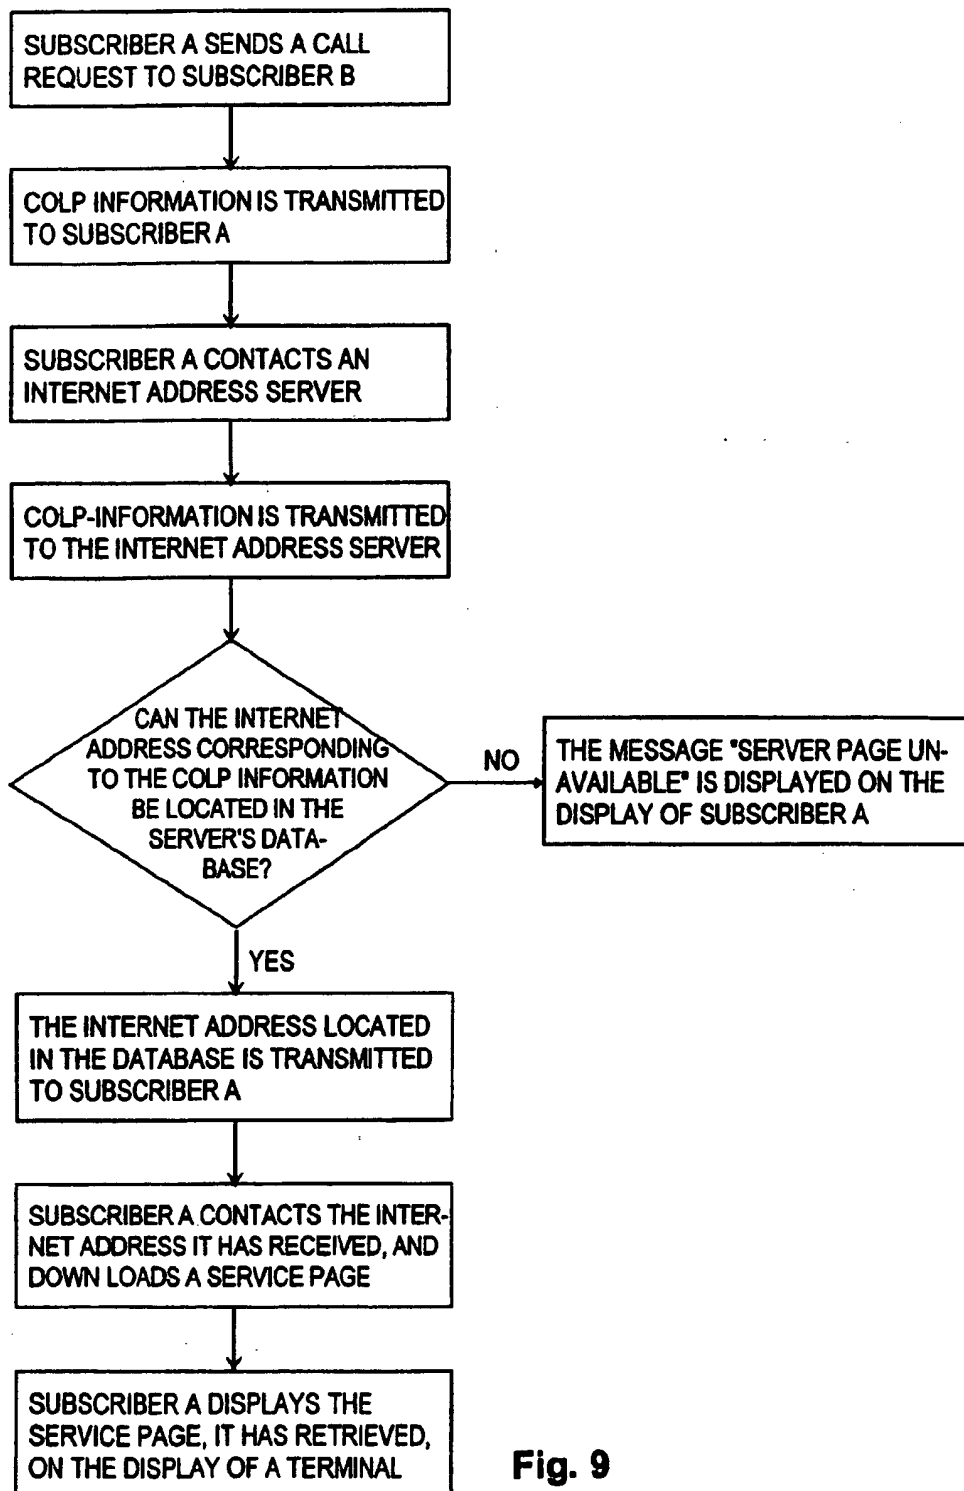 SUBSCRIBER A SENDS A CALL
REQUEST TO SUBSCRIBER B
COLP INFORMATION IS TRANSMITTED
TO SUBSCRIBER A
SUBSCRIBER A CONTACTS AN
INTERNET ADDRESS SERVER
COLP-INFORMATION IS TRANSMITTED
TO THE INTERNET ADDRESS SERVER
CAN THE INTERNET
ADDRESS CORRESPONDING
TO THE COLP INFORMATION
BE LOCATED IN THE
SERVER'S DATA-
BASE?
NO
THE MESSAGE "SERVER PAGE UN-
AVAILABLE" IS DISPLAYED ON THE
DISPLAY OF SUBSCRIBER A
YES
THE INTERNET ADDRESS LOCATED
IN THE DATABASE IS TRANSMITTED
TO SUBSCRIBER A
SUBSCRIBER A CONTACTS THE INTER-
NET ADDRESS IT HAS RECEIVED, AND
DOWN LOADS A SERVICE PAGE
SUBSCRIBER A DISPLAYS THE
SERVICE PAGE, IT HAS RETRIEVED,
ON THE DISPLAY OF A TERMINAL
Fig. 9